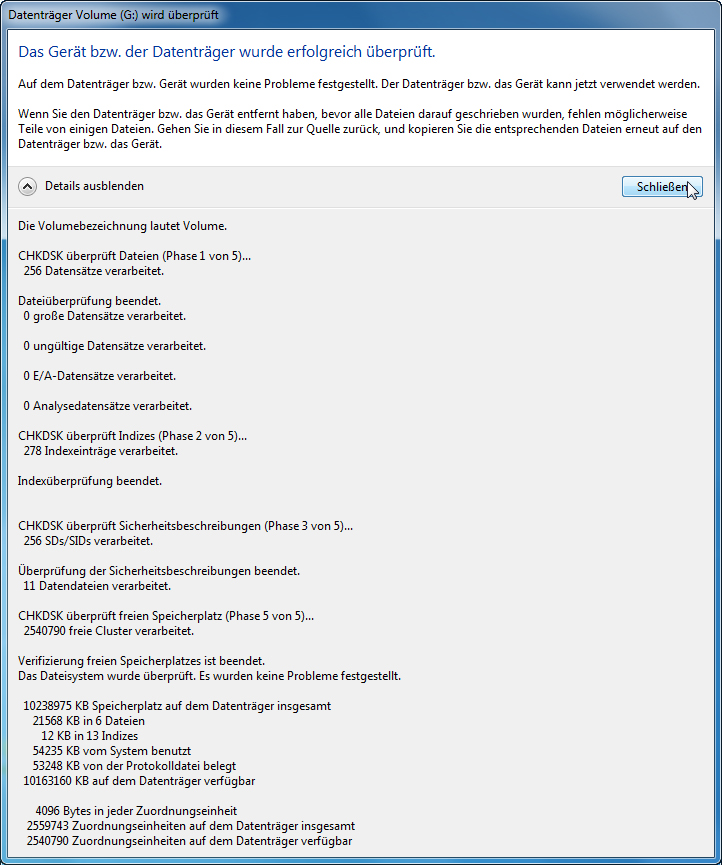 Datenträger Volume (G:) wird überprüft
Das Gerät bzw. der Datenträger wurde erfolgreich überprüft.
Auf dem Datenträger bzw. Gerät wurden keine Probleme festgestellt. Der Datenträger bzw. das Gerät kann jetzt verwendet werden.
Wenn Sie den Datenträger bzw. das Gerät entfernt haben, bevor alle Dateien darauf geschrieben wurden, fehlen möglicherweise
Teile von einigen Dateien. Gehen Sie in diesem Fall zur Quelle zurück, und kopieren Sie die entsprechenden Dateien erneut auf den
Datenträger bzw. das Gerät.
Details ausblenden
Schließen
Die Volumebezeichnung lautet Volume.
CHKDSK überprüft Dateien (Phase 1 von 5)...
256 Datensätze verarbeitet.
Dateiüberprüfung beendet.
0 große Datensätze verarbeitet.
0 ungültige Datensätze verarbeitet.
0 E/A-Datensätze verarbeitet.
0 Analysedatensätze verarbeitet.
CHKDSK überprüft Indizes (Phase 2 von 5)...
278 Indexeinträge verarbeitet.
Indexüberprüfung beendet.
CHKDSK überprüft Sicherheitsbeschreibungen (Phase 3 von 5)...
256 SDs/SIDs verarbeitet.
Überprüfung der Sicherheitsbeschreibungen beendet.
11 Datendateien verarbeitet.
CHKDSK überprüft freien Speicherplatz (Phase 5 von 5)...
2540790 freie Cluster verarbeitet.
Verifizierung freien Speicherplatzes ist beendet.
Das Dateisystem wurde überprüft. Es wurden keine Probleme festgestellt.
10238975 KB Speicherplatz auf dem Datenträger insgesamt
21568 KB in 6 Dateien
12 KB in 13 Indizes
54235 KB vom System benutzt
53248 KB von der Protokolldatei belegt
10163160 KB auf dem Datenträger verfügbar
4096 Bytes in jeder Zuordnungseinheit
2559743 Zuordnungseinheiten auf dem Datenträger insgesamt
2540790 Zuordnungseinheiten auf dem Datenträger verfügbar